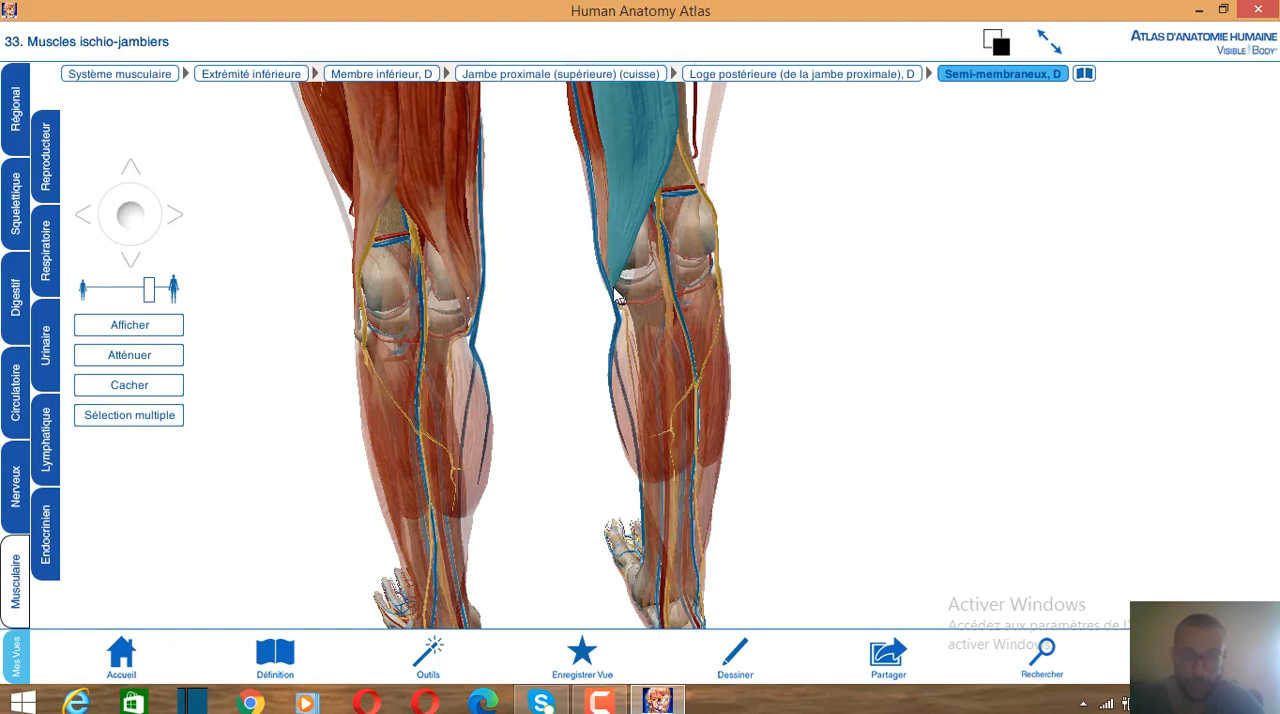 Human Anatomy Atlas
33. Muscles ischio-jambiers
ATLAS D'ANATOMIE HUMAINE
VISIBLE BODY
Système musculaire
Extrémité inférieure
Membre inférieur, D
Jambe proximale (supérieure) (cuisse)
Loge postérieure (de la jambe proximale), D
Semi-membraneux, D
Régional
Squelettique
Digestif
Circulatoire
Nerveux
Musculaire
Mes Vues
Reproducteur
Respiratoire
Urinaire
Lymphatique
Endocrinien
Afficher
Atténuer
Cacher
Sélection multiple
Activer Windows
Accédez aux paramètres de l'
activer Windows.
Accueil
Définition
Outils
Enregistrer Vue
Dessiner
Partager
Rechercher